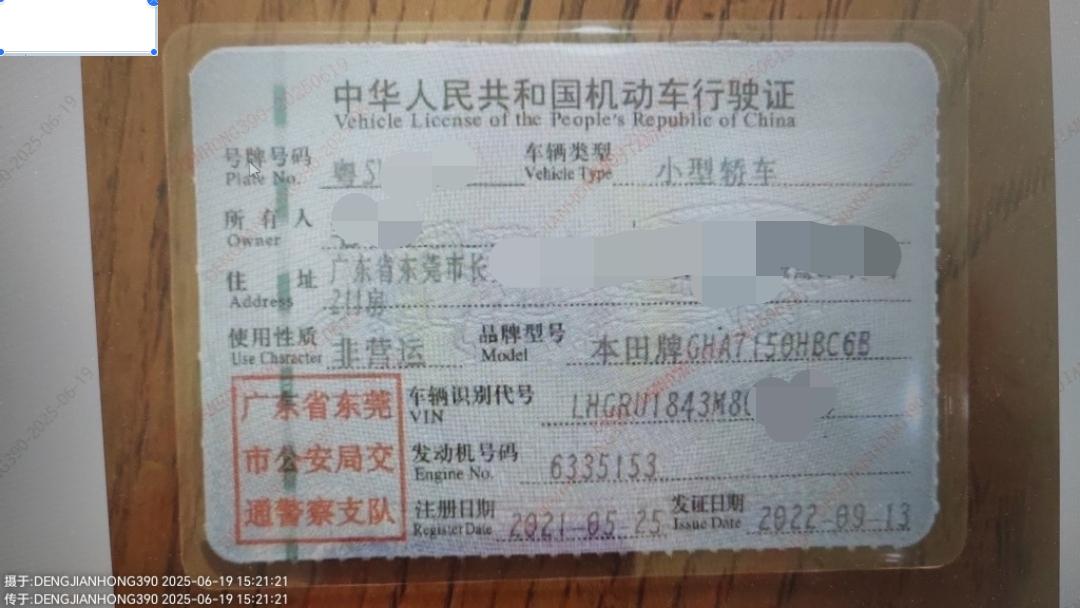 中华人民共和国机动车行驶证
Vehicle License of the People's Republic of China
号牌号码 粤S 车辆类型 小型轿车
Plate No. Vehicle Type
所有人
Owner
住址 广东省东莞市长
Address 211房
使用性质 非营运 品牌型号 本田牌GHA7150HBC6B
Use Character Model
广东省东莞
市公安局交
通警察支队
车辆识别代号 LHGRU1843M80
VIN
发动机号码 6335153
Engine No.
注册日期 2021-05-25 发证日期 2022-09-13
Register Date Issue Date
摄于:DENGJIANHONG390 2025-06-19 15:21:21
传于:DENGJIANHONG390 2025-06-19 15:21:21